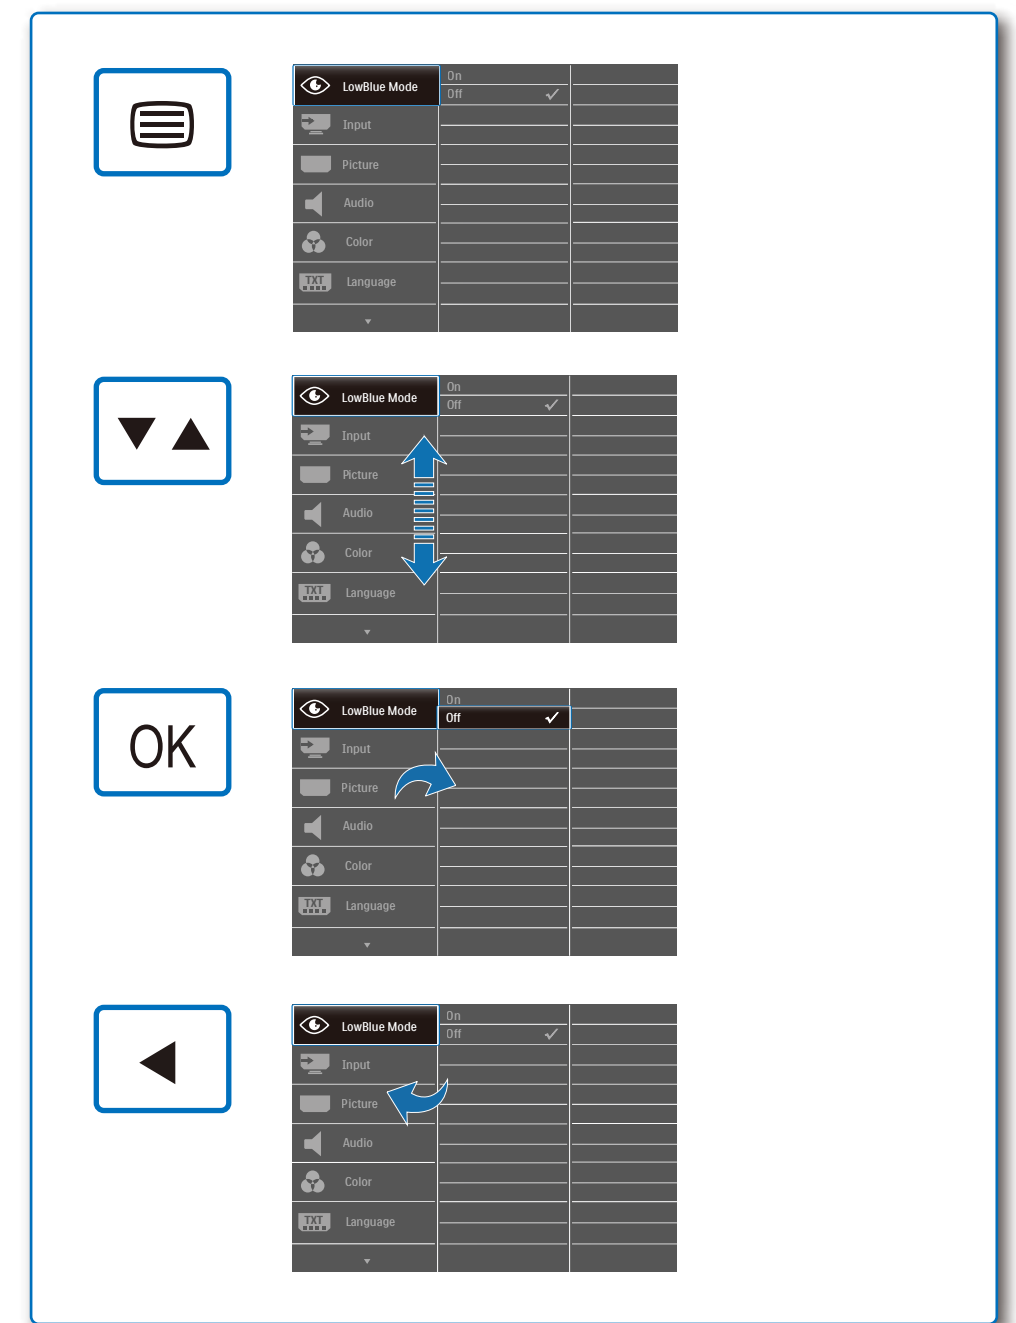 LowBlue Mode
On
Off
Input
Picture
Audio
Color
TXT
Language
LowBlue Mode
On
Off
Input
Picture
Audio
Color
TXT
Language
OK
LowBlue Mode
On
Off
Input
Picture
Audio
Color
TXT
Language
LowBlue Mode
On
Off
Input
Picture
Audio
Color
TXT
Language